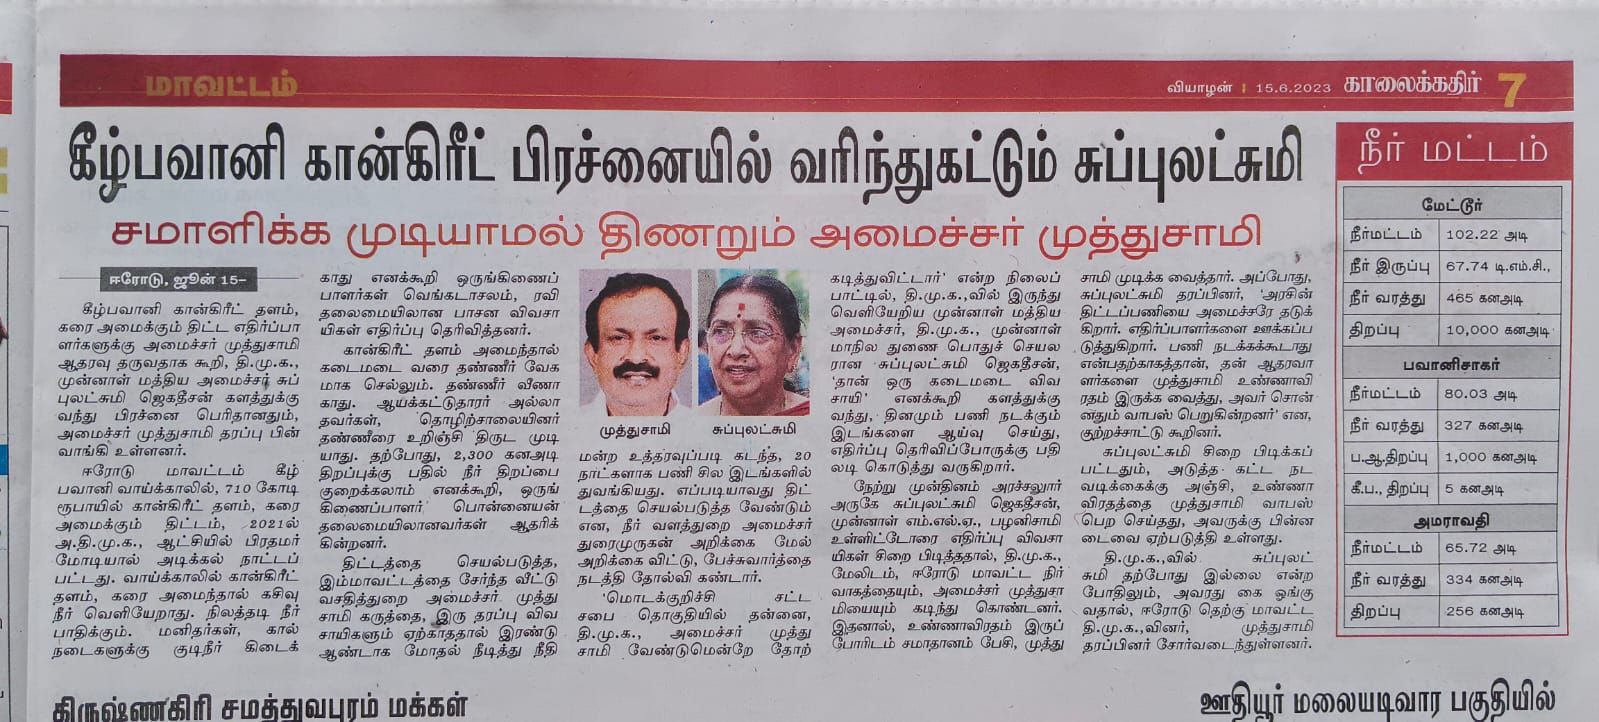 மாவட்டம்
வியாழன் | 15.6.2023 காலைக்கதிர் 7
கீழ்பவானி கான்கிரீட் பிரச்னையில் வரிந்துகட்டும் சுப்புலட்சுமி
சமாளிக்க முடியாமல் திணறும் அமைச்சர் முத்துசாமி
ஈரோடு, ஜூன் 15–
கீழ்பவானி கான்கிரீட் தளம்,
கரை அமைக்கும் திட்ட எதிர்ப்பா
ளர்களுக்கு அமைச்சர் முத்துசாமி
ஆதரவு தருவதாக கூறி, தி.மு.க.,
முன்னாள் மத்திய அமைச்சர் சுப்
புலட்சுமி ஜெகதீசன் களத்துக்கு
வந்து பிரச்னை பெரிதானதும்,
அமைச்சர் முத்துசாமி தரப்பு பின்
வாங்கி உள்ளனர்.
ஈரோடு மாவட்டம் கீழ்
பவானி வாய்க்காலில், 710 கோடி
ரூபாயில் கான்கிரீட் தளம், கரை
அமைக்கும் திட்டம், 2021ல்
அ.தி.மு.க., ஆட்சியில் பிரதமர்
மோடியால் அடிக்கல் நாட்டப்
பட்டது. வாய்க்காலில் கான்கிரீட்
தளம், கரை அமைந்தால் கசிவு
நீர் வெளியேறாது. நிலத்தடி நீர்
பாதிக்கும். மனிதர்கள், கால்
நடைகளுக்கு குடிநீர் கிடைக்
காது எனக்கூறி ஒருங்கிணைப்
பாளர்கள் வெங்கடாசலம், ரவி
தலைமையிலான பாசன விவசா
யிகள் எதிர்ப்பு தெரிவித்தனர்.
கான்கிரீட் தளம் அமைந்தால்
கடைமடை வரை தண்ணீர் வேக
மாக செல்லும். தண்ணீர் வீணா
காது. ஆயக்கட்டுதாரர் அல்லா
தவர்கள், தொழிற்சாலையினர்
தண்ணீரை உறிஞ்சி திருட முடி
யாது. தற்போது, 2,300 கனஅடி
திறப்புக்கு பதில் நீர் திறப்பை
குறைக்கலாம் எனக்கூறி, ஒருங்
கிணைப்பாளர் பொன்னையன்
தலைமையிலானவர்கள் ஆதரிக்
கின்றனர்.
திட்டத்தை செயல்படுத்த,
இம்மாவட்டத்தை சேர்ந்த வீட்டு
வசதித்துறை அமைச்சர் முத்து
சாமி கருத்தை, இரு தரப்பு விவ
சாயிகளும் ஏற்காததால் இரண்டு
ஆண்டாக மோதல் நீடித்து நீதி
முத்துசாமி சுப்புலட்சுமி
மன்ற உத்தரவுப்படி கடந்த, 20
நாட்களாக பணி சில இடங்களில்
துவங்கியது. எப்படியாவது திட்
டத்தை செயல்படுத்த வேண்டும்
என, நீர் வளத்துறை அமைச்சர்
துரைமுருகன் அறிக்கை மேல்
அறிக்கை விட்டு, பேச்சுவார்த்தை
நடத்தி தோல்வி கண்டார்.
'மொடக்குறிச்சி சட்ட
சபை தொகுதியில் தன்னை,
தி.மு.க., அமைச்சர் முத்து
சாமி வேண்டுமென்றே தோற்
கடித்துவிட்டார்' என்ற நிலைப்
பாட்டில், தி.மு.க.,வில் இருந்து
வெளியேறிய முன்னாள் மத்திய
அமைச்சர், தி.மு.க., முன்னாள்
மாநில துணை பொதுச் செயல
ரான சுப்புலட்சுமி ஜெகதீசன்,
'தான் ஒரு கடைமடை விவ
சாயி' எனக்கூறி களத்துக்கு
வந்து, தினமும் பணி நடக்கும்
இடங்களை ஆய்வு செய்து,
எதிர்ப்பு தெரிவிப்போருக்கு பதி
லடி கொடுத்து வருகிறார்.
நேற்று முன்தினம் அரச்சலுார்
அருகே சுப்புலட்சுமி ஜெகதீசன்,
முன்னாள் எம்.எல்.ஏ., பழனிசாமி
உள்ளிட்டோரை எதிர்ப்பு விவசா
யிகள் சிறை பிடித்ததால், தி.மு.க.,
மேலிடம், ஈரோடு மாவட்ட நிர்
வாகத்தையும், அமைச்சர் முத்துசா
மியையும் கடிந்து கொண்டனர்.
இதனால், உண்ணாவிரதம் இருப்
போரிடம் சமாதானம் பேசி, முத்து
சாமி முடிக்க வைத்தார். அப்போது,
சுப்புலட்சுமி தரப்பினர், 'அரசின்
திட்டப்பணியை அமைச்சரே தடுக்
கிறார். எதிர்பாளர்களை ஊக்கப்ப
டுத்துகிறார். பணி நடக்கக்கூடாது
என்பதற்காகத்தான், தன் ஆதரவா
ளர்களை முத்துசாமி உண்ணாவி
ரதம் இருக்க வைத்து, அவர் சொன்
னதும் வாபஸ் பெறுகின்றனர்' என,
குற்றச்சாட்டு கூறினர்.
சுப்புலட்சுமி சிறை பிடிக்கப்
பட்டதும், அடுத்த கட்ட நட
வடிக்கைக்கு அஞ்சி, உண்ணா
விரதத்தை முத்துசாமி வாபஸ்
பெற செய்தது, அவருக்கு பின்ன
டைவை ஏற்படுத்தி உள்ளது.
தி.மு.க.,வில் சுப்புலட்
சுமி தற்போது இல்லை என்ற
போதிலும், அவரது கை ஓங்கு
வதால், ஈரோடு தெற்கு மாவட்ட
தி.மு.க.,வினர், முத்துசாமி
தரப்பினர் சோர்வடைந்துள்ளனர்.
நீர் மட்டம்
மேட்டூர்
நீர்மட்டம் 102.22 அடி
நீர் இருப்பு 67.74 டி.எம்.சி.,
நீர் வரத்து 465 கனஅடி
திறப்பு 10,000 கனஅடி
பவானிசாகர்
நீர்மட்டம் 80.03 அடி
நீர் வரத்து 327 கனஅடி
ப.ஆ.திறப்பு 1,000 கனஅடி
கீ.ப., திறப்பு 5 கனஅடி
அமராவதி
நீர்மட்டம் 65.72 அடி
நீர் வரத்து 334 கனஅடி
திறப்பு 256 கனஅடி
கிருஷ்ணகிரி சமத்துவபுரம் மக்கள்
ஊதியூர் மலையடிவார பகுதியில்